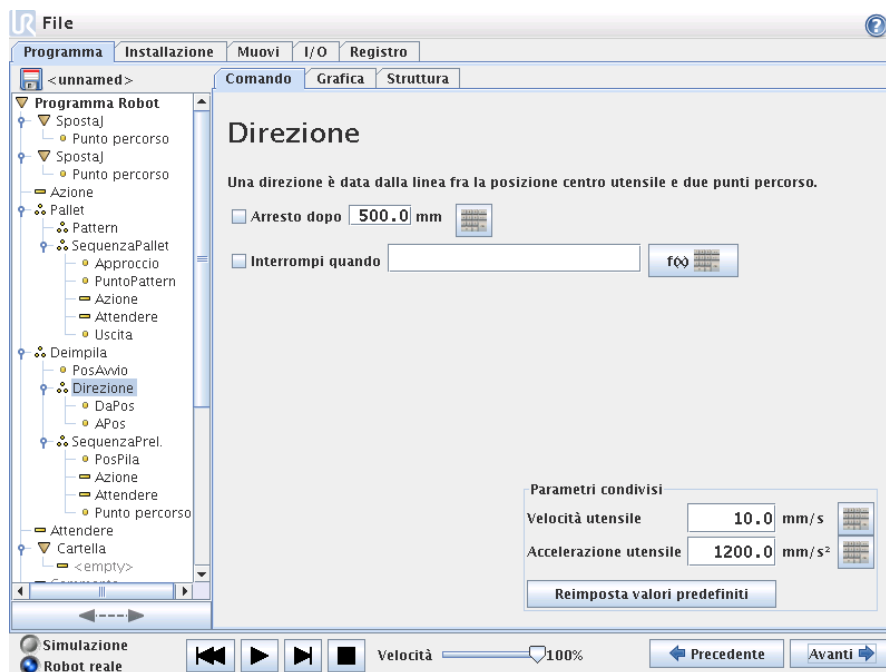 UR File
Programma Installazione Muovi I/O Registro
<unnamed>
Comando Grafica Struttura
Programma Robot
SpostaJ
Punto percorso
SpostaJ
Punto percorso
Azione
Pallet
Pattern
SequenzaPallet
Approccio
PuntoPattern
Azione
Attendere
Uscita
Deimpila
PosAvvio
Direzione
DaPos
APos
SequenzaPrel.
PosPila
Azione
Attendere
Punto percorso
Attendere
Cartella
<empty>
Direzione
Una direzione è data dalla linea fra la posizione centro utensile e due punti percorso.
Arresto dopo 500.0 mm
Interrompi quando f(x)
Parametri condivisi
Velocità utensile 10.0 mm/s
Accelerazione utensile 1200.0 mm/s²
Reimposta valori predefiniti
Simulazione
Robot reale
Velocità 100%
Precedente Avanti